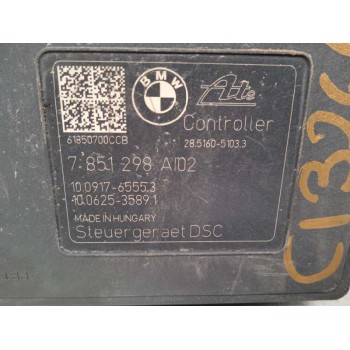 BMW
Ate
61850700CCB
Controller
28.5160-5103.3
7 851 298 AI02
10.0917-6555.3
10.0625-3589.1
MADE IN HUNGARY
Steuergeraet DSC